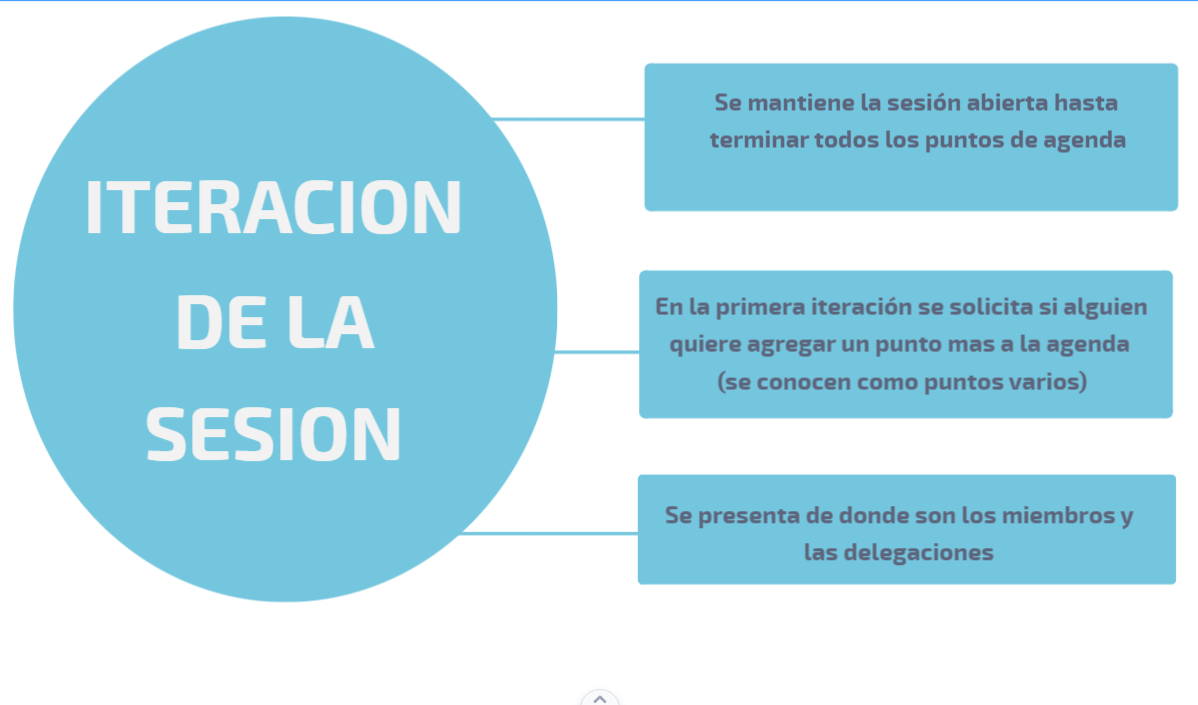 ITERACION
DE LA
SESION
Se mantiene la sesión abierta hasta
terminar todos los puntos de agenda
En la primera iteración se solicita si alguien
quiere agregar un punto mas a la agenda
(se conocen como puntos varios)
Se presenta de donde son los miembros y
las delegaciones